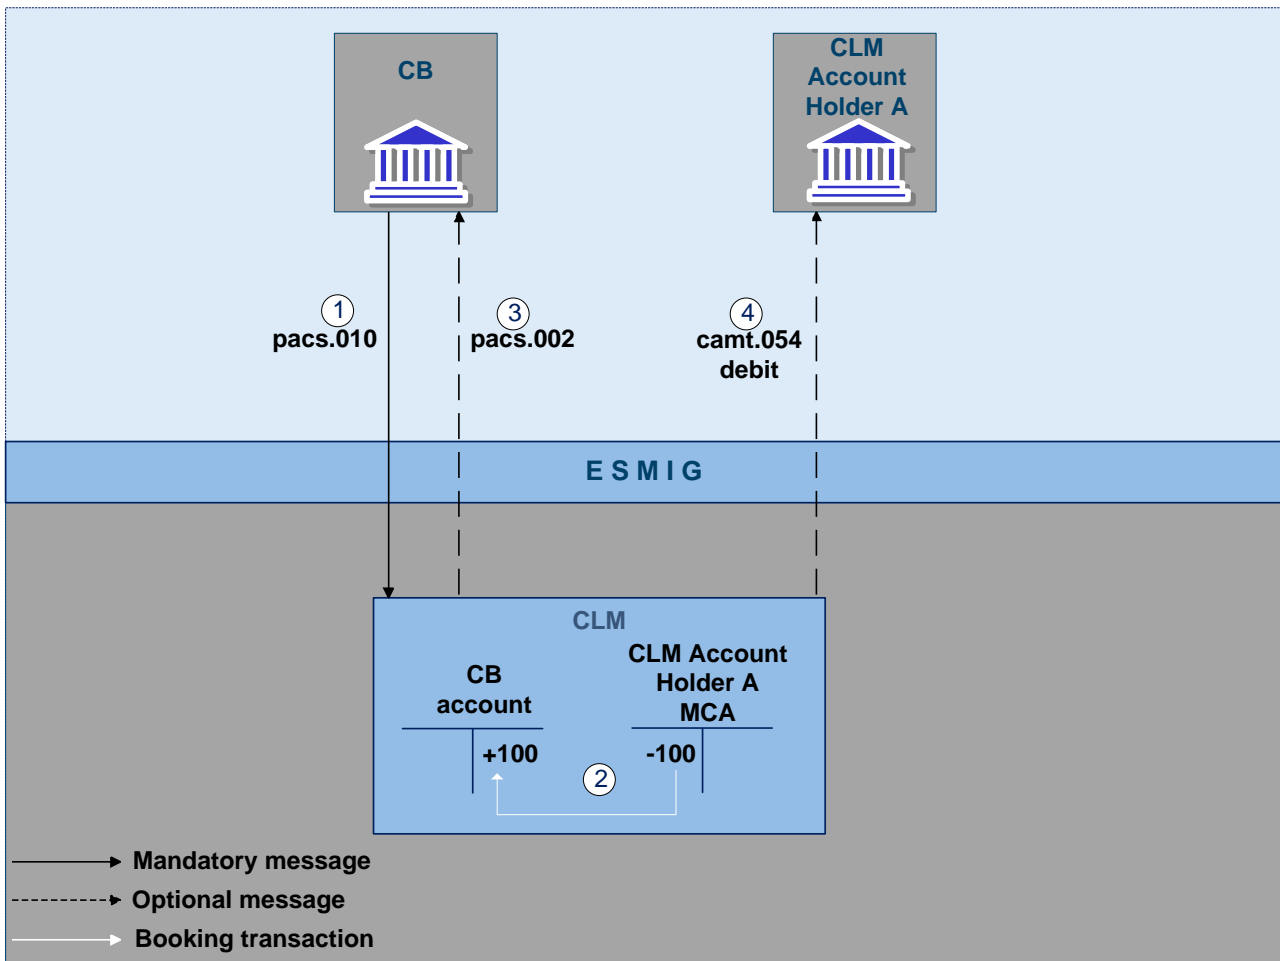 CB
CLM
Account
Holder A
1
pacs.010
3
pacs.002
4
camt.054
debit
E S M I G
CLM
CB
account
CLM Account
Holder A
MCA
+100
-100
2
Mandatory message
Optional message
Booking transaction